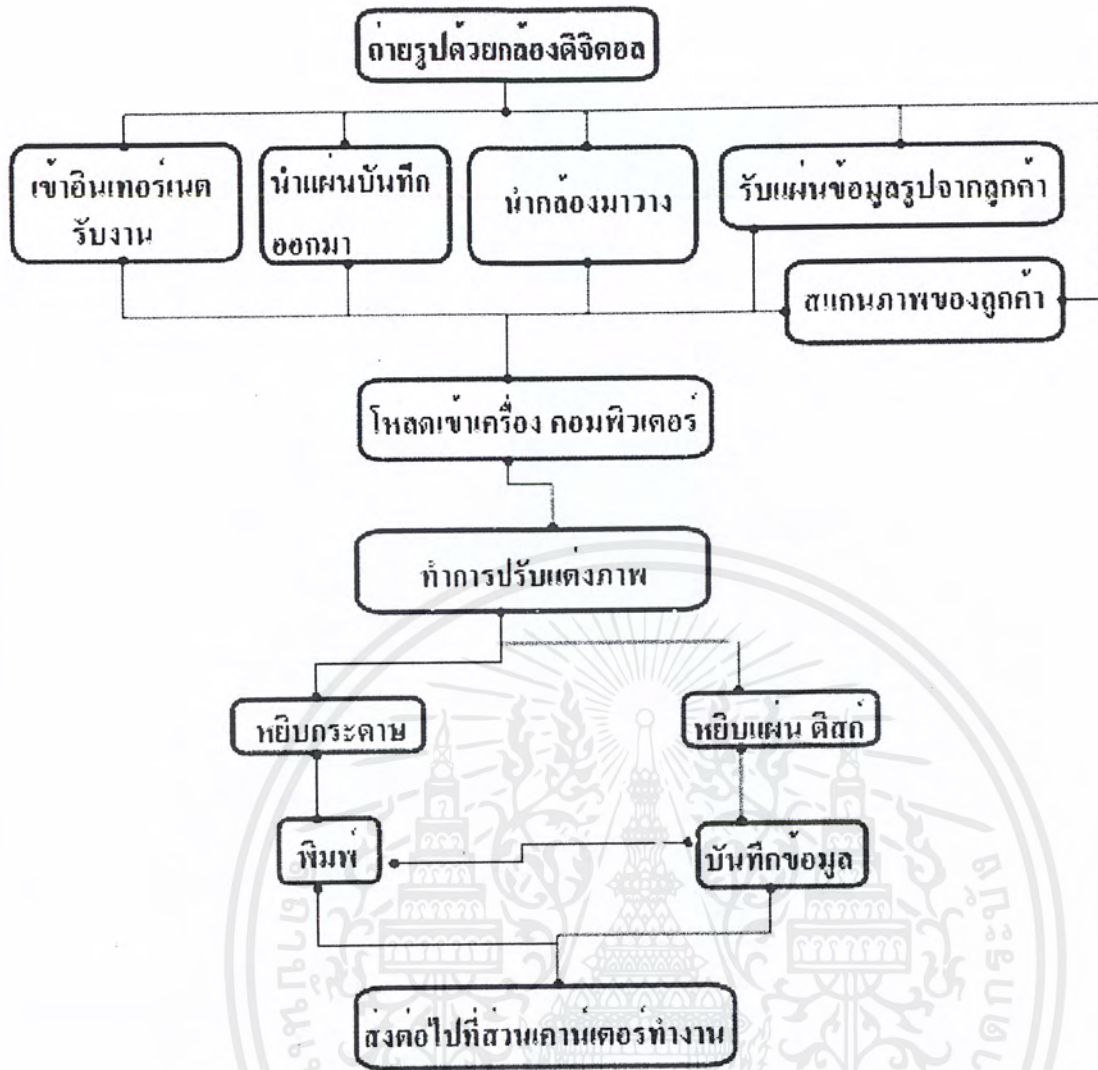 ถ่ายรูปด้วยกล้องดิจิตอล
เข้าอินเทอร์เนต
รับงาน
นำแผ่นบันทึก
ออกมา
นำกล้องมาวาง
รับแผ่นข้อมูลรูปจากลูกค้า
สแกนภาพของลูกค้า
โหลดเข้าเครื่อง คอมพิวเตอร์
ทำการปรับแต่งภาพ
หยิบกระดาษ
หยิบแผ่น ดิสก์
พิมพ์
บันทึกข้อมูล
ส่งต่อไปที่ส่วนเคาน์เตอร์ทำงาน